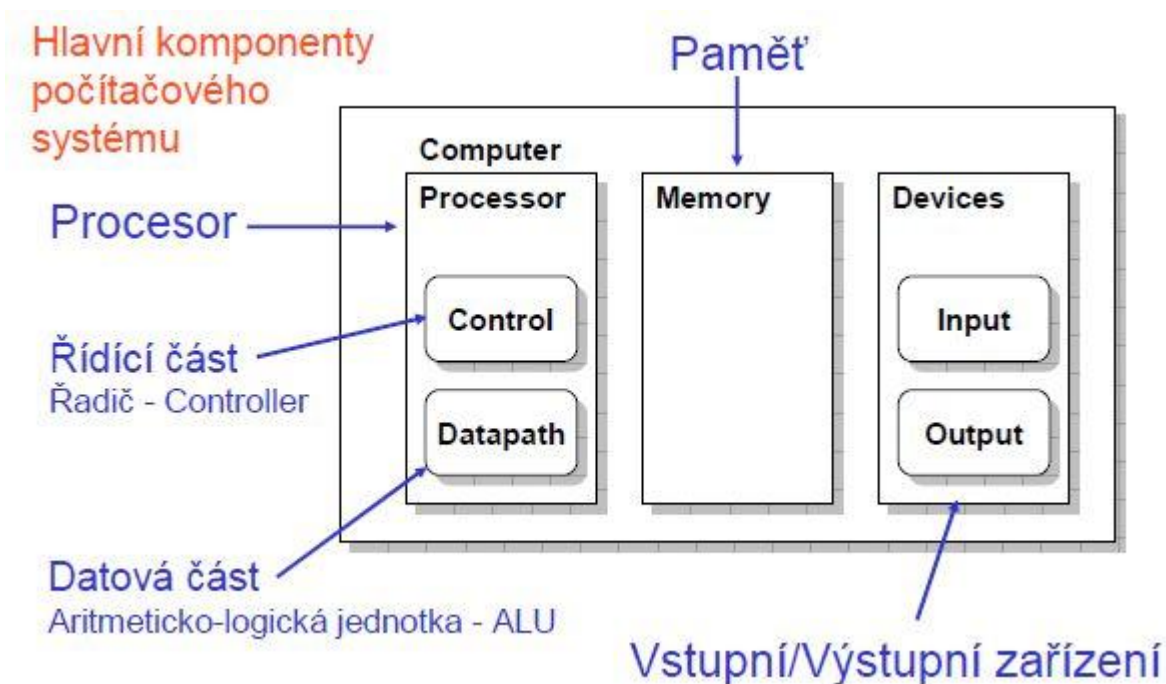 Hlavní komponenty
počítačového
systému
Paměť
Computer
Processor
Memory
Devices
Procesor
Control
Input
Řídící část
Řadič - Controller
Datapath
Output
Datová část
Aritmeticko-logická jednotka - ALU
Vstupní/Výstupní zařízení